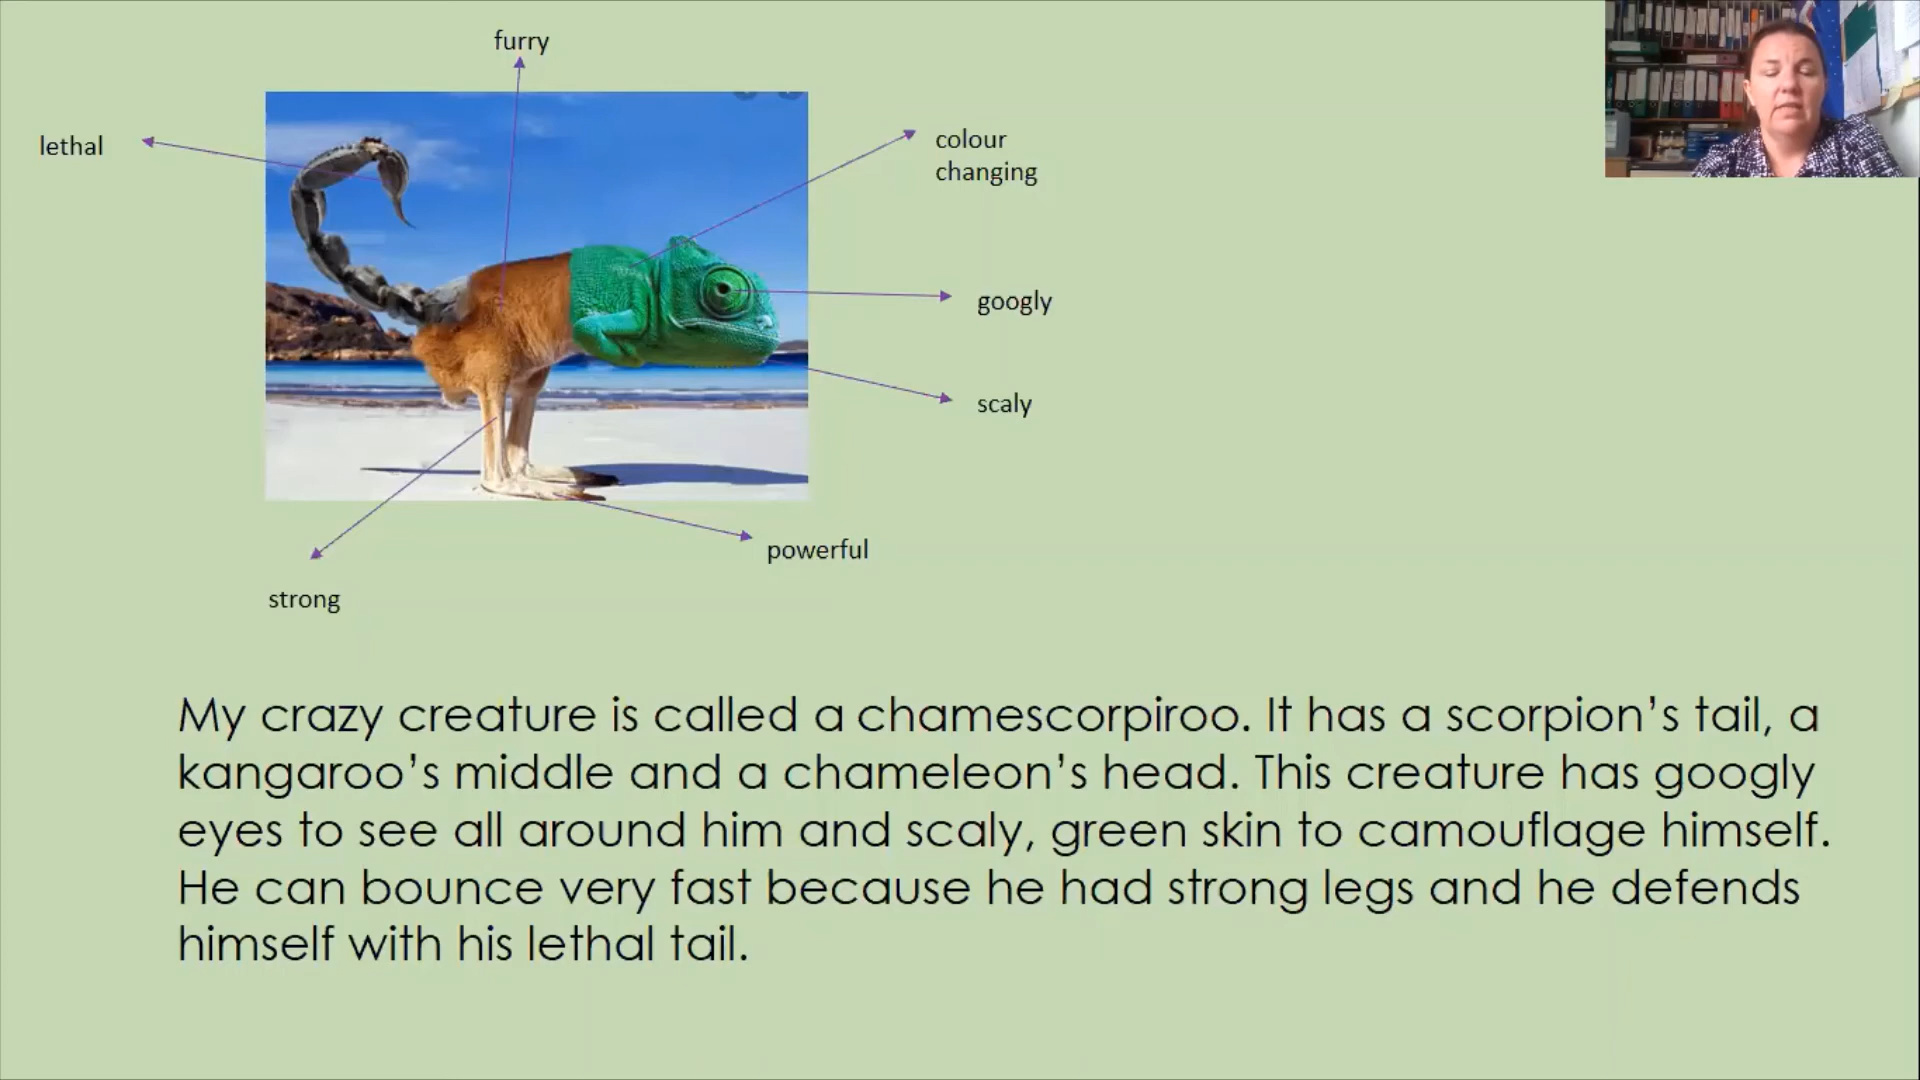 furry
lethal
colour
changing
googly
scaly
powerful
strong
My crazy creature is called a chamescorpiroo. It has a scorpion’s tail, a
kangaroo’s middle and a chameleon’s head. This creature has googly
eyes to see all around him and scaly, green skin to camouflage himself.
He can bounce very fast because he had strong legs and he defends
himself with his lethal tail.